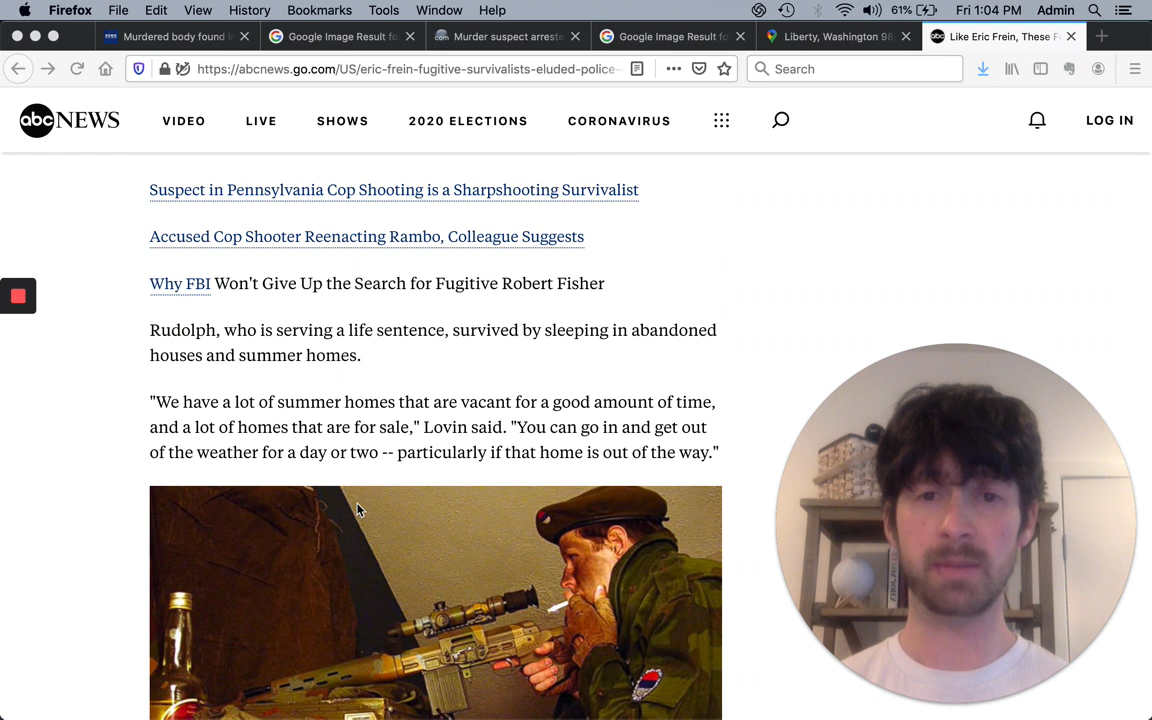 Firefox File Edit View History Bookmarks Tools Window Help 61% Fri 1:04 PM Admin
Murdered body found i Google Image Result fo Murder suspect arreste Google Image Result fo Liberty, Washington 98 Like Eric Frein, These F
https://abcnews.go.com/US/eric-frein-fugitive-survivalists-eluded-police- Search
abc NEWS VIDEO LIVE SHOWS 2020 ELECTIONS CORONAVIRUS LOG IN
Suspect in Pennsylvania Cop Shooting is a Sharpshooting Survivalist
Accused Cop Shooter Reenacting Rambo, Colleague Suggests
Why FBI Won't Give Up the Search for Fugitive Robert Fisher
Rudolph, who is serving a life sentence, survived by sleeping in abandoned
houses and summer homes.
"We have a lot of summer homes that are vacant for a good amount of time,
and a lot of homes that are for sale," Lovin said. "You can go in and get out
of the weather for a day or two -- particularly if that home is out of the way."